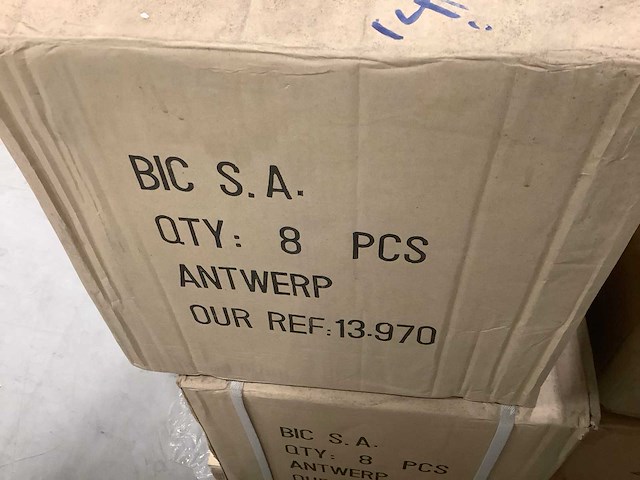 BIC S.A.
QTY: 8 PCS
ANTWERP
OUR REF:13.970
BIC S.A.
QTY: 8 PCS
ANTWERP